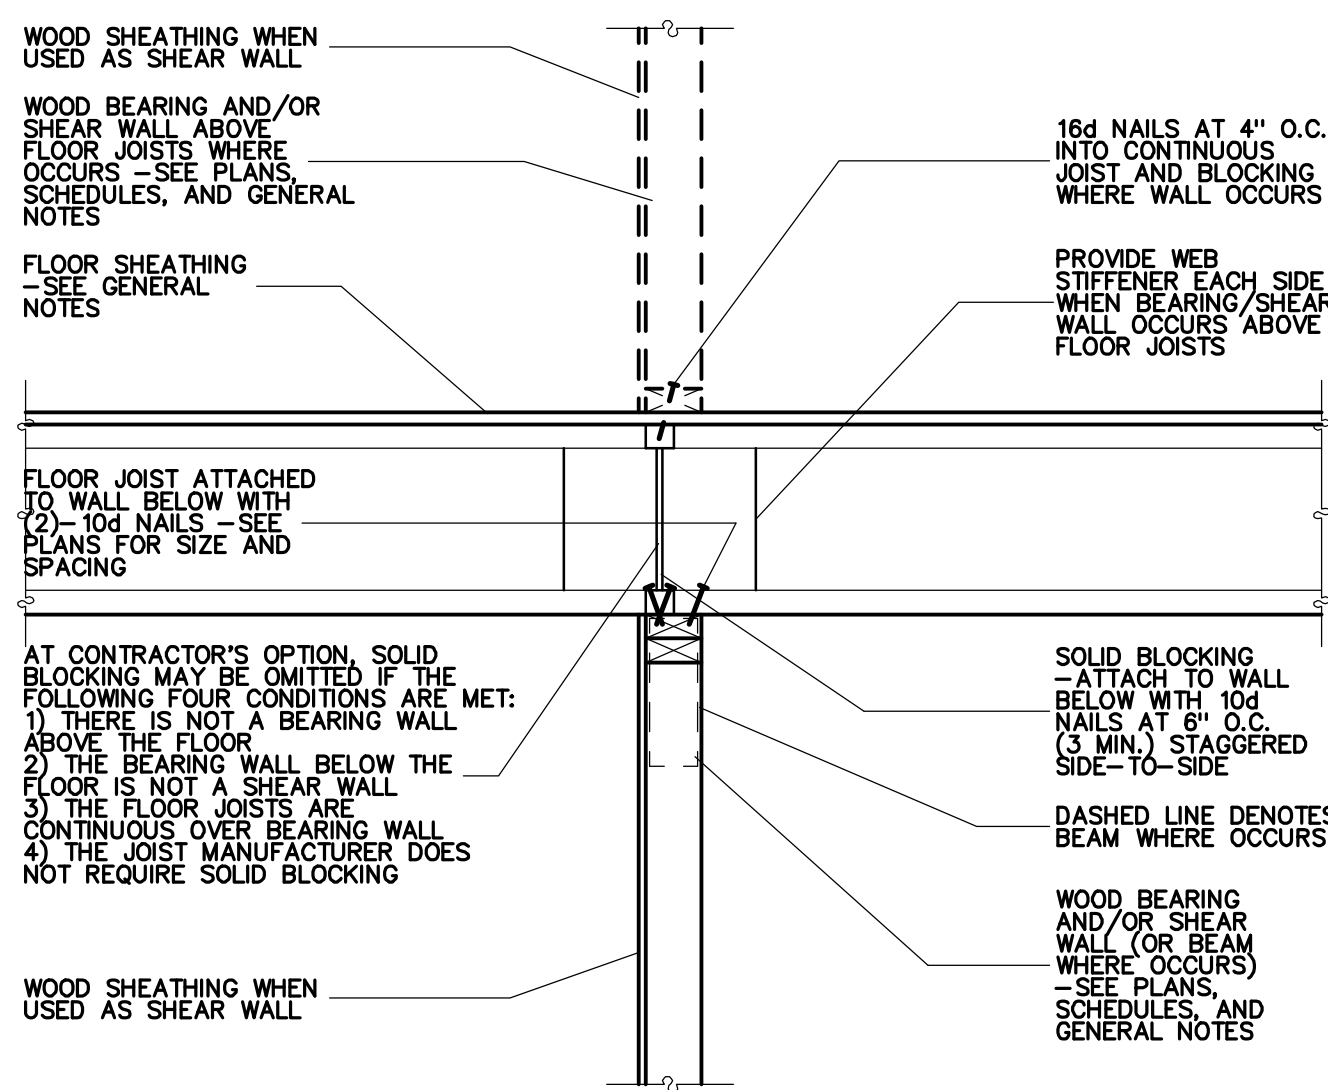 WOOD SHEATHING WHEN
USED AS SHEAR WALL
WOOD BEARING AND/OR
SHEAR WALL ABOVE
FLOOR JOISTS WHERE
OCCURS -SEE PLANS,
SCHEDULES, AND GENERAL
NOTES
FLOOR SHEATHING
-SEE GENERAL
NOTES
FLOOR JOIST ATTACHED
TO WALL BELOW WITH
(2)-10d NAILS -SEE
PLANS FOR SIZE AND
SPACING
AT CONTRACTOR'S OPTION, SOLID
BLOCKING MAY BE OMITTED IF THE
FOLLOWING FOUR CONDITIONS ARE MET:
1) THERE IS NOT A BEARING WALL
ABOVE THE FLOOR
2) THE BEARING WALL BELOW THE
FLOOR IS NOT A SHEAR WALL
3) THE FLOOR JOISTS ARE
CONTINUOUS OVER BEARING WALL
4) THE JOIST MANUFACTURER DOES
NOT REQUIRE SOLID BLOCKING
WOOD SHEATHING WHEN
USED AS SHEAR WALL
16d NAILS AT 4" O.C.
INTO CONTINUOUS
JOIST AND BLOCKING
WHERE WALL OCCURS
PROVIDE WEB
STIFFENER EACH SIDE
WHEN BEARING/SHEAR
WALL OCCURS ABOVE
FLOOR JOISTS
SOLID BLOCKING
-ATTACH TO WALL
BELOW WITH 10d
NAILS AT 6" O.C.
(3 MIN.) STAGGERED
SIDE-TO-SIDE
DASHED LINE DENOTES
BEAM WHERE OCCURS
WOOD BEARING
AND/OR SHEAR
WALL (OR BEAM
WHERE OCCURS)
-SEE PLANS,
SCHEDULES, AND
GENERAL NOTES